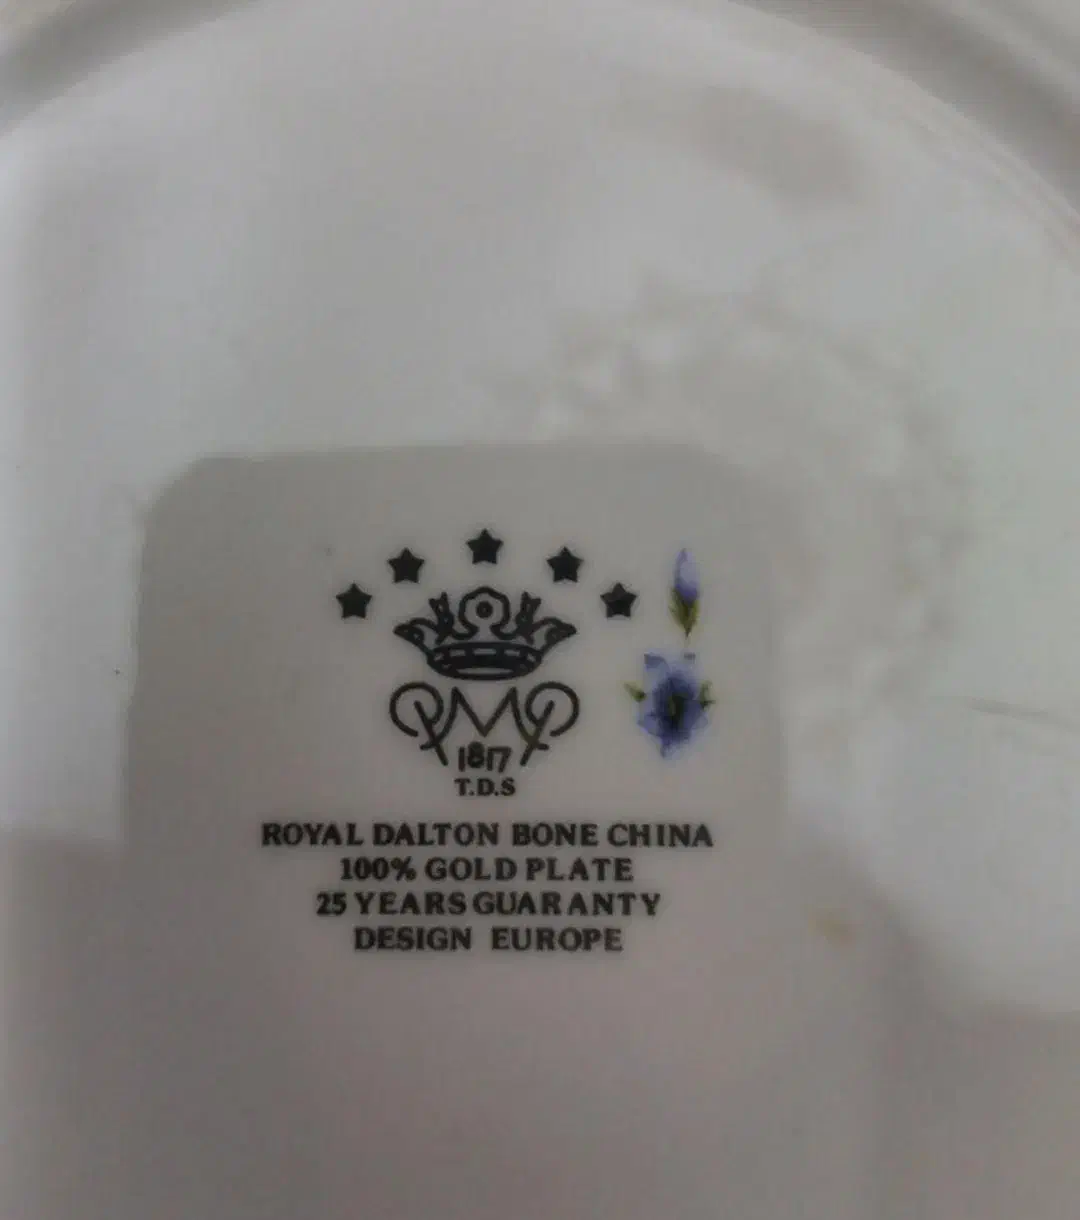 1817
T.D.S
ROYAL DALTON BONE CHINA
100% GOLD PLATE
25 YEARS GUARANTY
DESIGN EUROPE